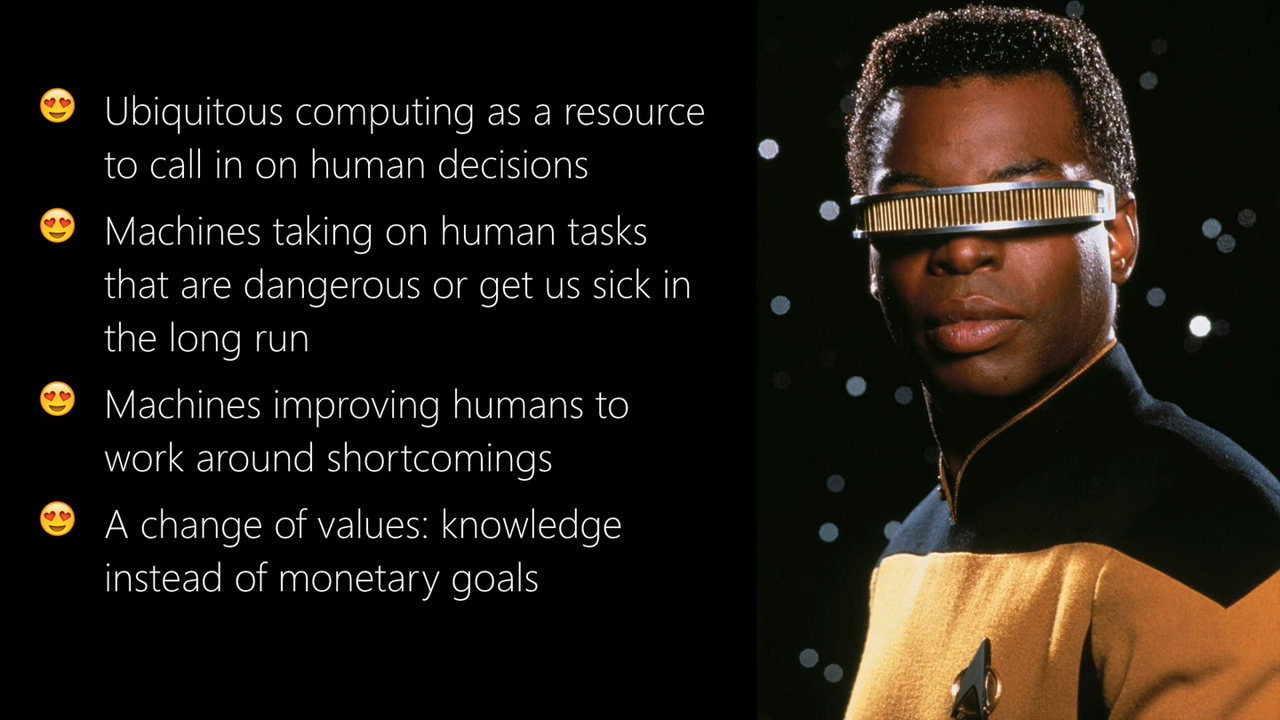 😍 Ubiquitous computing as a resource
to call in on human decisions
😍 Machines taking on human tasks
that are dangerous or get us sick in
the long run
😍 Machines improving humans to
work around shortcomings
😍 A change of values: knowledge
instead of monetary goals